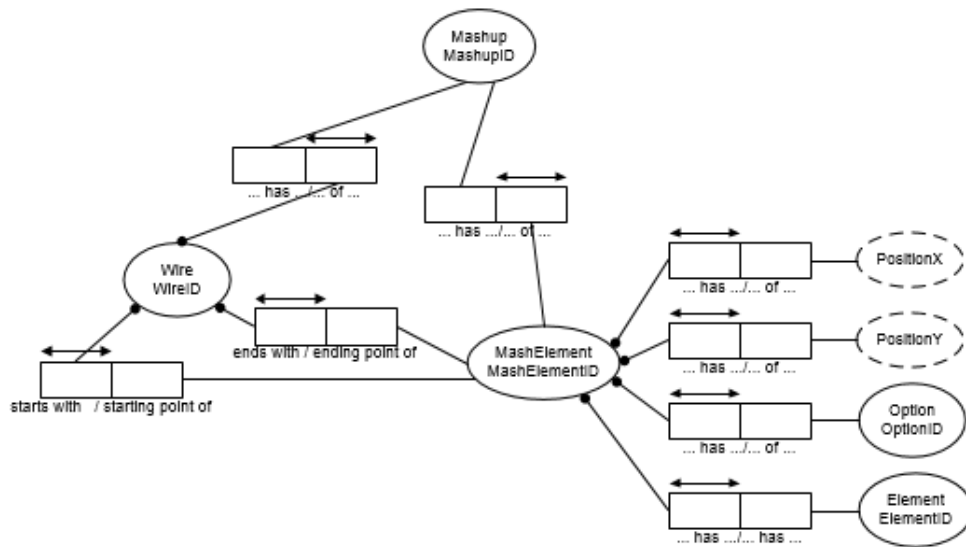 Mashup
MashupID
... has .../... of ...
... has .../... of ...
Wire
WireID
PositionX
... has .../... of ...
ends with / ending point of
MashElement
MashElementID
PositionY
... has .../... of ...
starts with / starting point of
Option
OptionID
... has .../... of ...
Element
ElementID
... has .../... has ...